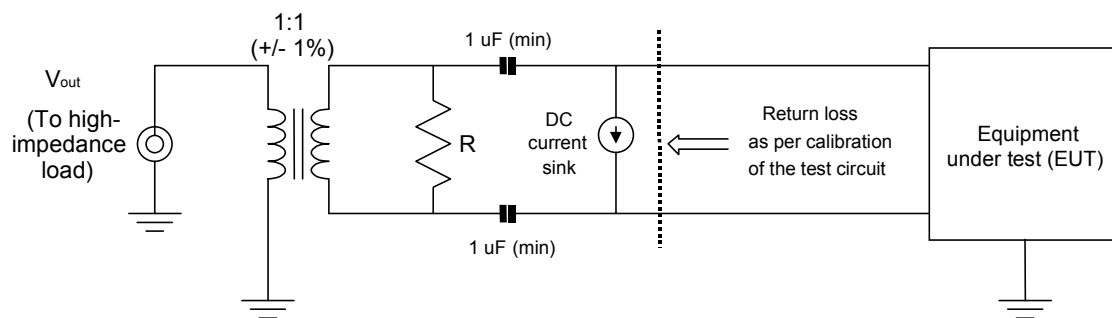 1:1
(+/- 1%)
1 uF (min)
Vout
(To high-
impedance
load)
R
DC
current
sink
Return loss
as per calibration
of the test circuit
Equipment
under test (EUT)
1 uF (min)